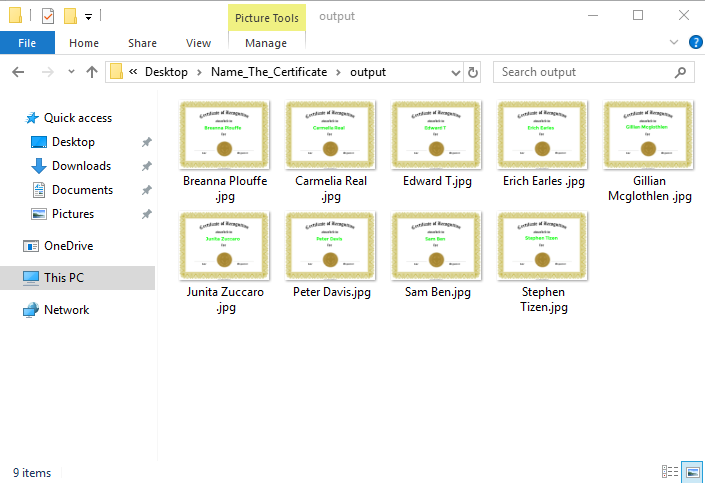 Picture Tools
output
File
Home
Share
View
Manage
« Desktop > Name_The_Certificate > output
Search output
Quick access
Desktop
Downloads
Documents
Pictures
OneDrive
This PC
Network
Certificate of Recognition
Breanna Plouffe
Certificate of Recognition
Carmelia Real
Certificate of Recognition
Edward T
Certificate of Recognition
Erich Earles
Certificate of Recognition
Gillian Mcglothlen
Breanna Plouffe
.jpg
Carmelia Real
.jpg
Edward T.jpg
Erich Earles .jpg
Gillian
Mcglothlen .jpg
Certificate of Recognition
Junita Zuccaro
Certificate of Recognition
Peter Davis
Certificate of Recognition
Sam Ben
Certificate of Recognition
Stephen Tizen
Junita Zuccaro
.jpg
Peter Davis.jpg
Sam Ben.jpg
Stephen
Tizen.jpg
9 items